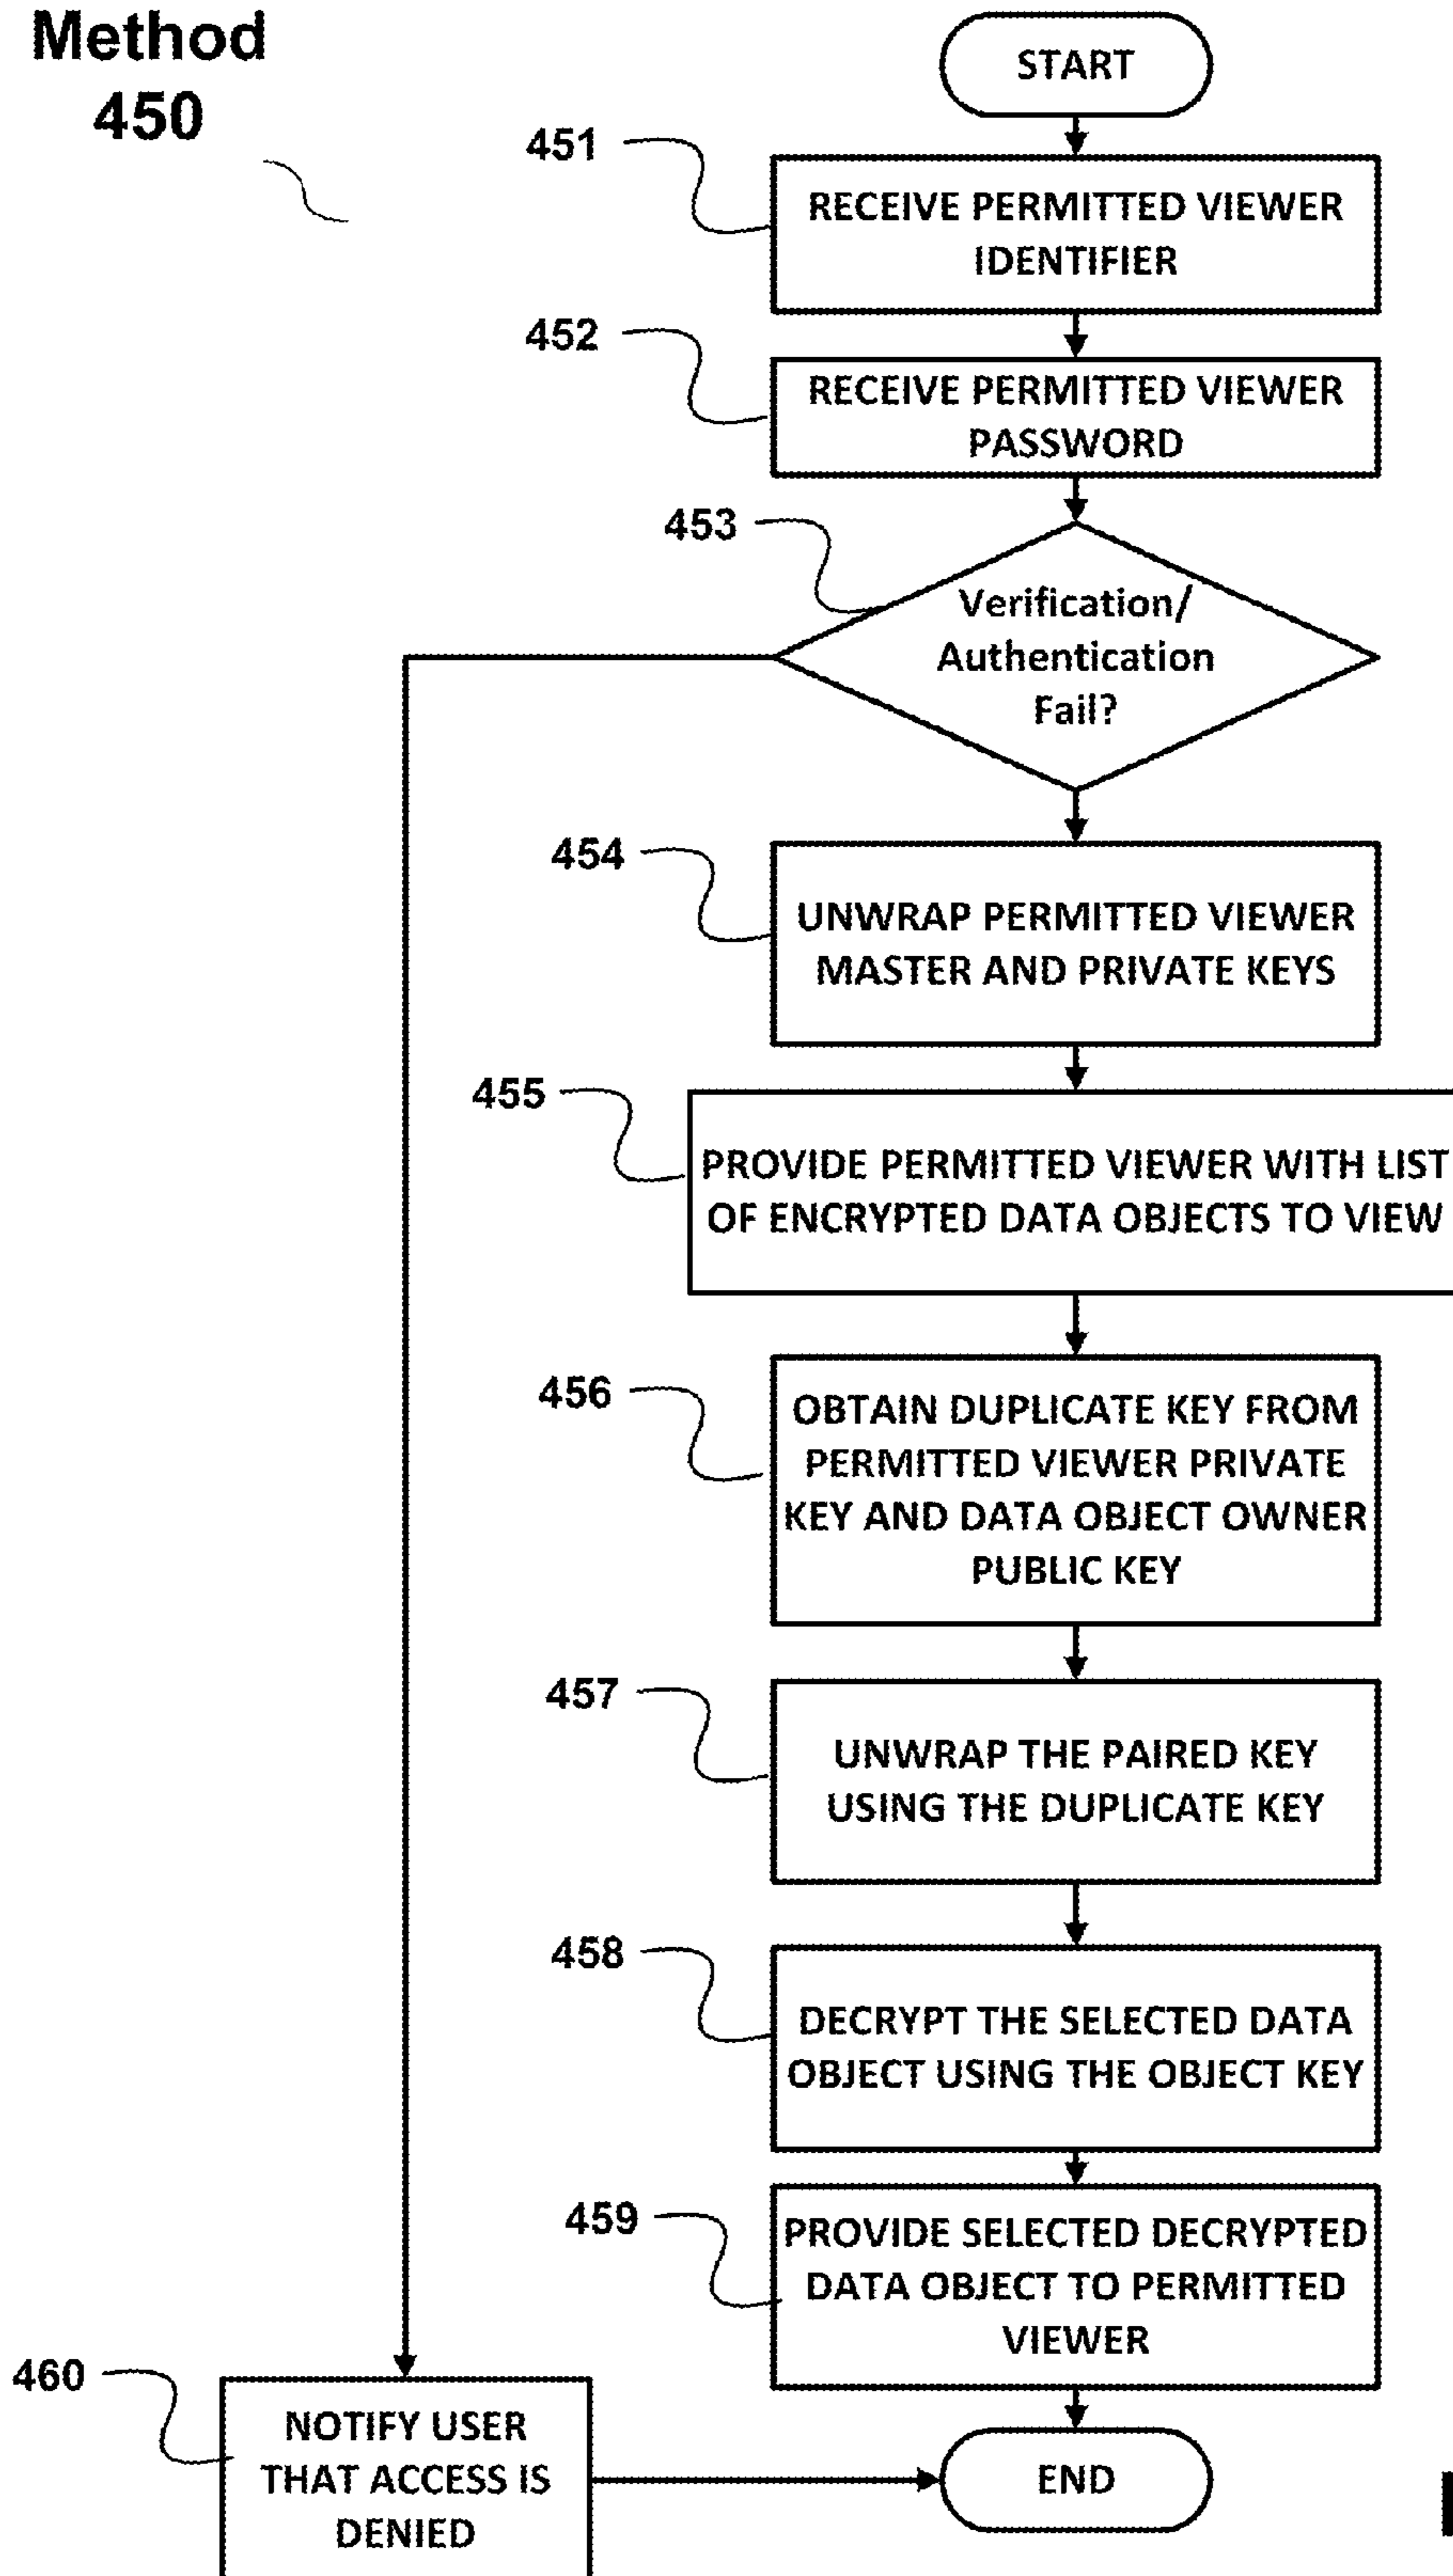 Method
450
START
451
RECEIVE PERMITTED VIEWER
IDENTIFIER
452
RECEIVE PERMITTED VIEWER
PASSWORD
453
Verification/
Authentication
Fail?
454
UNWRAP PERMITTED VIEWER
MASTER AND PRIVATE KEYS
455
PROVIDE PERMITTED VIEWER WITH LIST
OF ENCRYPTED DATA OBJECTS TO VIEW
456
OBTAIN DUPLICATE KEY FROM
PERMITTED VIEWER PRIVATE
KEY AND DATA OBJECT OWNER
PUBLIC KEY
457
UNWRAP THE PAIRED KEY
USING THE DUPLICATE KEY
458
DECRYPT THE SELECTED DATA
OBJECT USING THE OBJECT KEY
459
PROVIDE SELECTED DECRYPTED
DATA OBJECT TO PERMITTED
VIEWER
460
NOTIFY USER
THAT ACCESS IS
DENIED
END